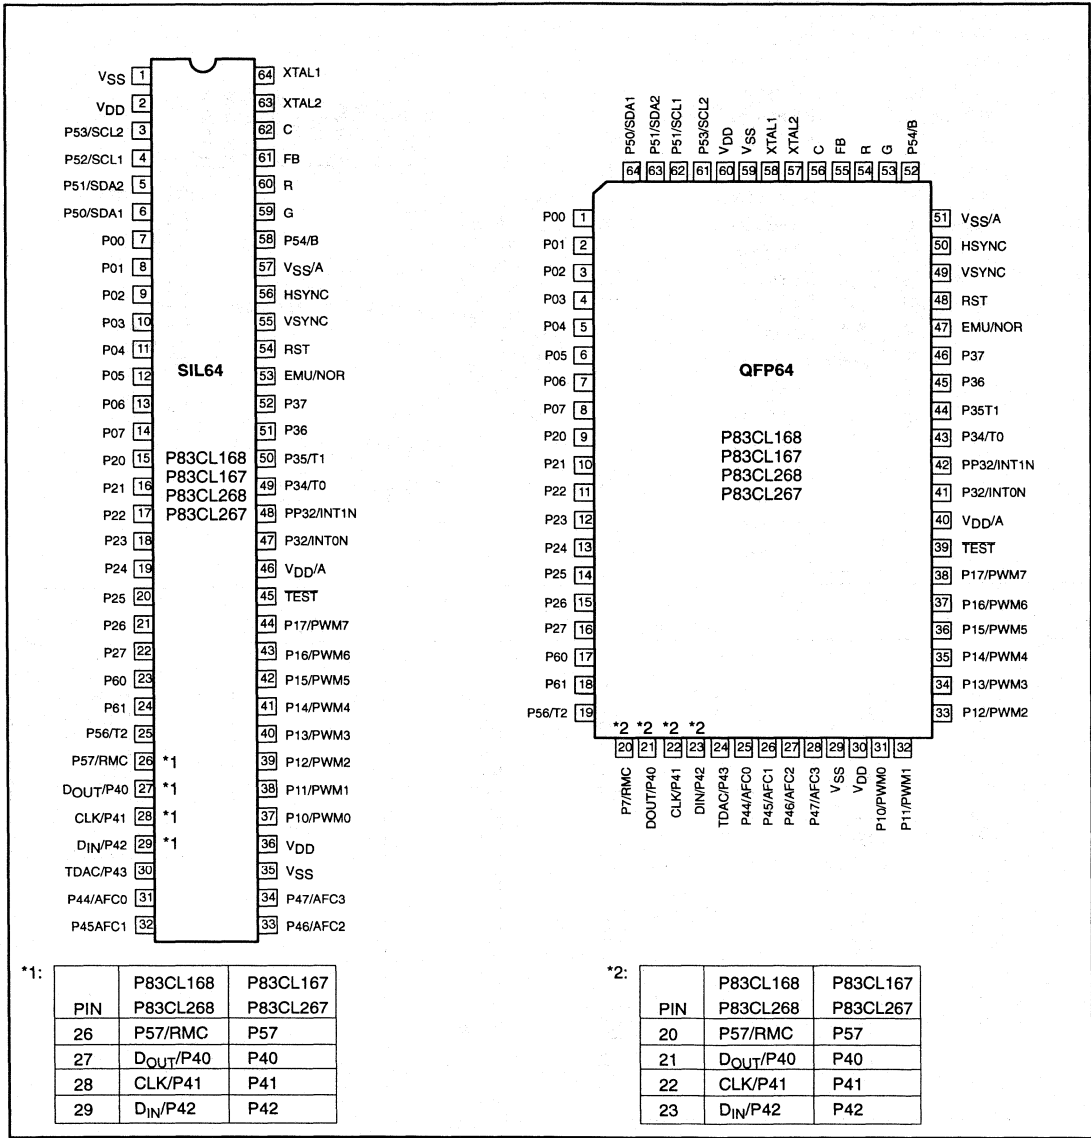 VSS 1
VDD 2
P53/SCL2 3
P52/SCL1 4
P51/SDA2 5
P50/SDA1 6
P00 7
P01 8
P02 9
P03 10
P04 11
P05 12
P06 13
P07 14
P20 15
P21 16
P22 17
P23 18
P24 19
P25 20
P26 21
P27 22
P60 23
P61 24
P56/T2 25
P57/RMC 26 *1
DOUT/P40 27 *1
CLK/P41 28 *1
DIN/P42 29 *1
TDAC/P43 30
P44/AFC0 31
P45AFC1 32
SIL64
P83CL168
P83CL167
P83CL268
P83CL267
64 XTAL1
63 XTAL2
62 C
61 FB
60 R
59 G
58 P54/B
57 VSS/A
56 HSYNC
55 VSYNC
54 RST
53 EMU/NOR
52 P37
51 P36
50 P35/T1
49 P34/T0
48 PP32/INT1N
47 P32/INT0N
46 VDD/A
45 TEST
44 P17/PWM7
43 P16/PWM6
42 P15/PWM5
41 P14/PWM4
40 P13/PWM3
39 P12/PWM2
38 P11/PWM1
37 P10/PWM0
36 VDD
35 VSS
34 P47/AFC3
33 P46/AFC2
P50/SDA1 64
P51/SDA2 63
P51/SCL1 62
P53/SCL2 61
VDD 60
VSS 59
XTAL1 58
XTAL2 57
C 56
FB 55
R 54
G 53
P54/B 52
P00 1
P01 2
P02 3
P03 4
P04 5
P05 6
P06 7
P07 8
P20 9
P21 10
P22 11
P23 12
P24 13
P25 14
P26 15
P27 16
P60 17
P61 18
P56/T2 19
QFP64
P83CL168
P83CL167
P83CL268
P83CL267
51 VSS/A
50 HSYNC
49 VSYNC
48 RST
47 EMU/NOR
46 P37
45 P36
44 P35T1
43 P34/T0
42 PP32/INT1N
41 P32/INT0N
40 VDD/A
39 TEST
38 P17/PWM7
37 P16/PWM6
36 P15/PWM5
35 P14/PWM4
34 P13/PWM3
33 P12/PWM2
*2 *2 *2 *2
20 P7/RMC
21 DOUT/P40
22 CLK/P41
23 DIN/P42
24 TDAC/P43
25 P44/AFC0
26 P45/AFC1
27 P46/AFC2
28 P47/AFC3
29 VSS
30 VDD
31 P10/PWM0
32 P11/PWM1
*1:
P83CL168 P83CL167
PIN P83CL268 P83CL267
26 P57/RMC P57
27 DOUT/P40 P40
28 CLK/P41 P41
29 DIN/P42 P42
*2:
P83CL168 P83CL167
PIN P83CL268 P83CL267
20 P57/RMC P57
21 DOUT/P40 P40
22 CLK/P41 P41
23 DIN/P42 P42